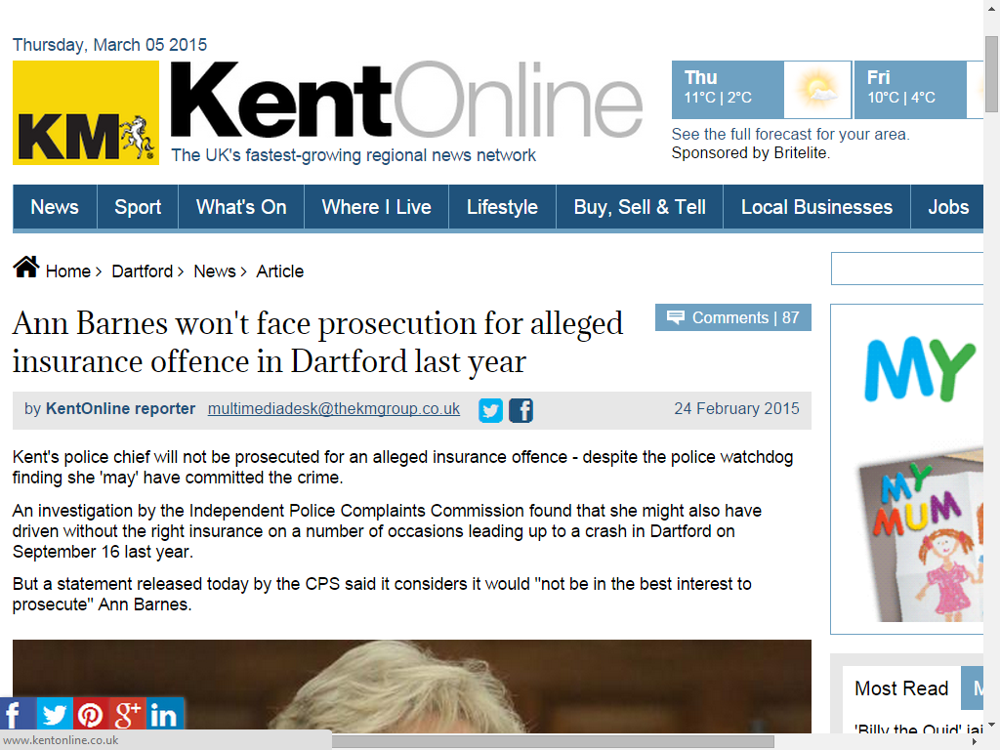 Thursday, March 05 2015
KM
KentOnline
The UK's fastest-growing regional news network
Thu
11°C | 2°C
Fri
10°C | 4°C
See the full forecast for your area.
Sponsored by Britelite.
News
Sport
What's On
Where I Live
Lifestyle
Buy, Sell & Tell
Local Businesses
Jobs
Home > Dartford > News > Article
Ann Barnes won't face prosecution for alleged
insurance offence in Dartford last year
Comments | 87
by KentOnline reporter multimediadesk@thekmgroup.co.uk
24 February 2015
Kent's police chief will not be prosecuted for an alleged insurance offence - despite the police watchdog
finding she 'may' have committed the crime.
An investigation by the Independent Police Complaints Commission found that she might also have
driven without the right insurance on a number of occasions leading up to a crash in Dartford on
September 16 last year.
But a statement released today by the CPS said it considers it would "not be in the best interest to
prosecute" Ann Barnes.
MY
MY
MUM
Most Read
'Billy the Quid' jai
www.kentonline.co.uk